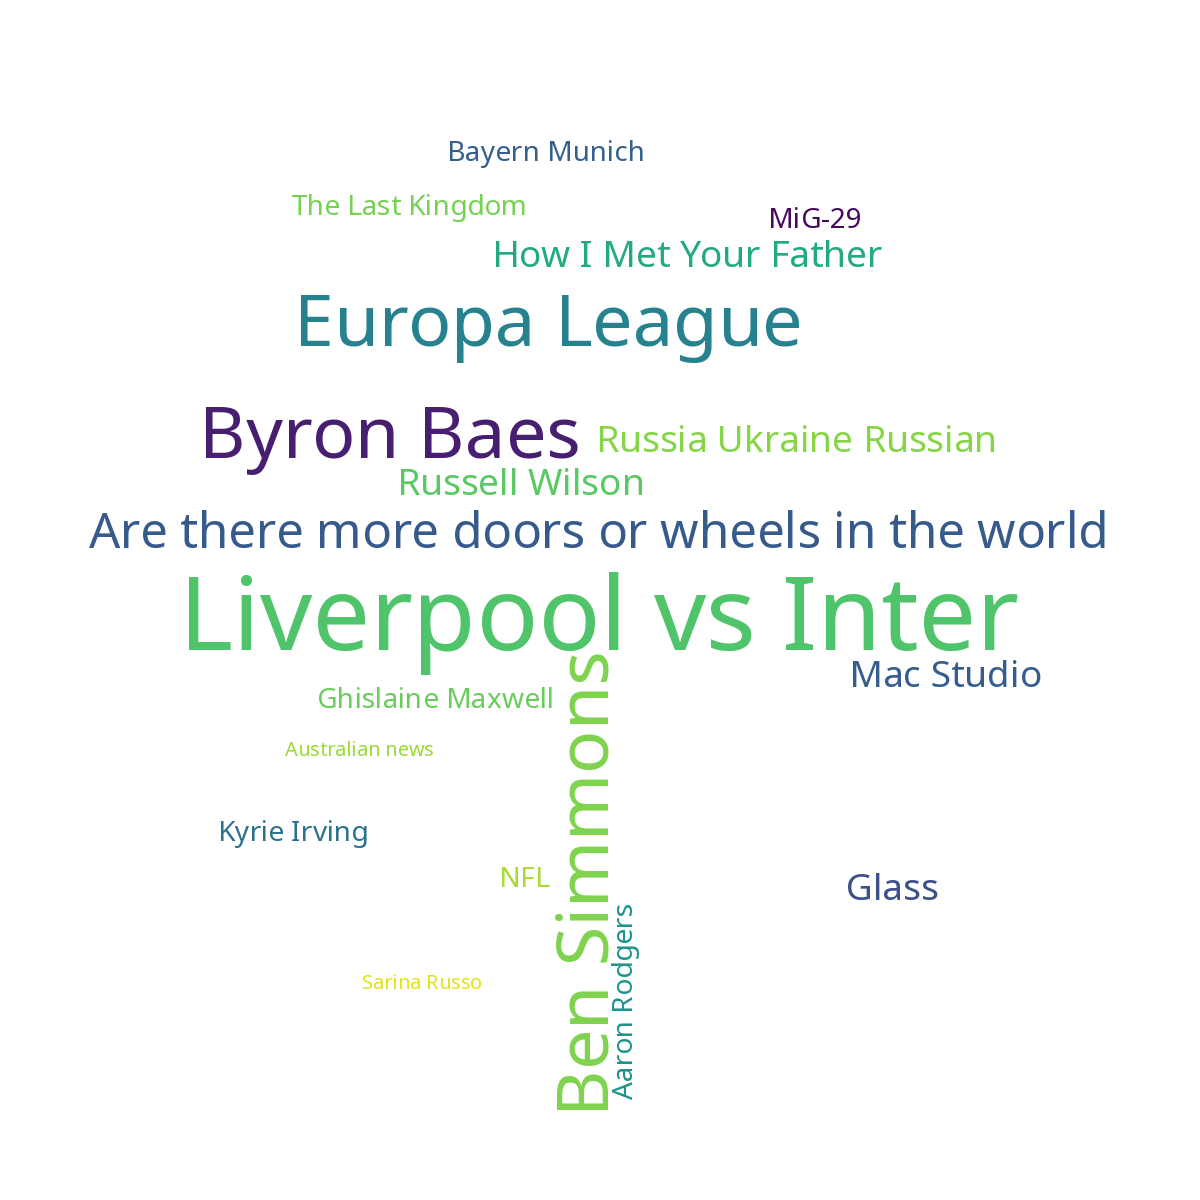 Bayern Munich
The Last Kingdom
MiG-29
How I Met Your Father
Europa League
Byron Baes
Russia Ukraine Russian
Russell Wilson
Are there more doors or wheels in the world
Liverpool vs Inter
Mac Studio
Ghislaine Maxwell
Ben Simmons
Australian news
Kyrie Irving
NFL
Glass
Aaron Rodgers
Sarina Russo